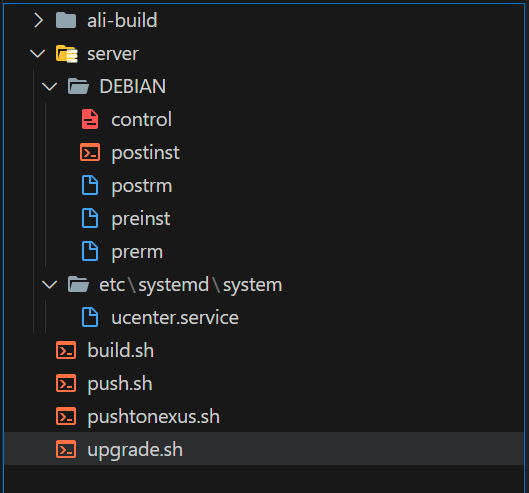 ali-build
server
DEBIAN
control
postinst
postrm
preinst
prerm
etc\systemd\system
ucenter.service
build.sh
push.sh
pushtonexus.sh
upgrade.sh